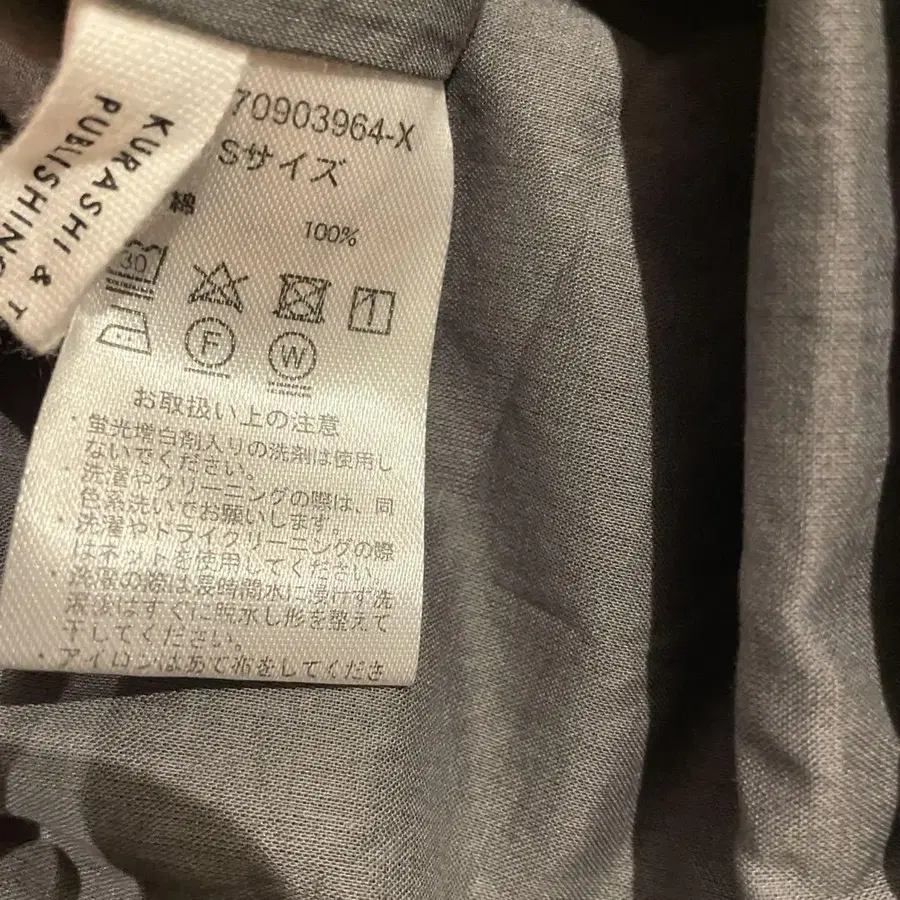 KURASHI & T
PUBLISHING
70903964-X
Sサイズ
綿
100%
30
F
W
お取扱い上の注意
・蛍光増白剤入りの洗剤は使用し
ないでください。
・洗濯やクリーニングの際は、同
色系洗いでお願いします。
・洗濯やドライクリーニングの際
はネットを使用してください。
・洗濯の際は長時間水に浸けず洗
濯後はすぐに脱水し形を整えて
干してください。
・アイロンはあて布をしてくださ